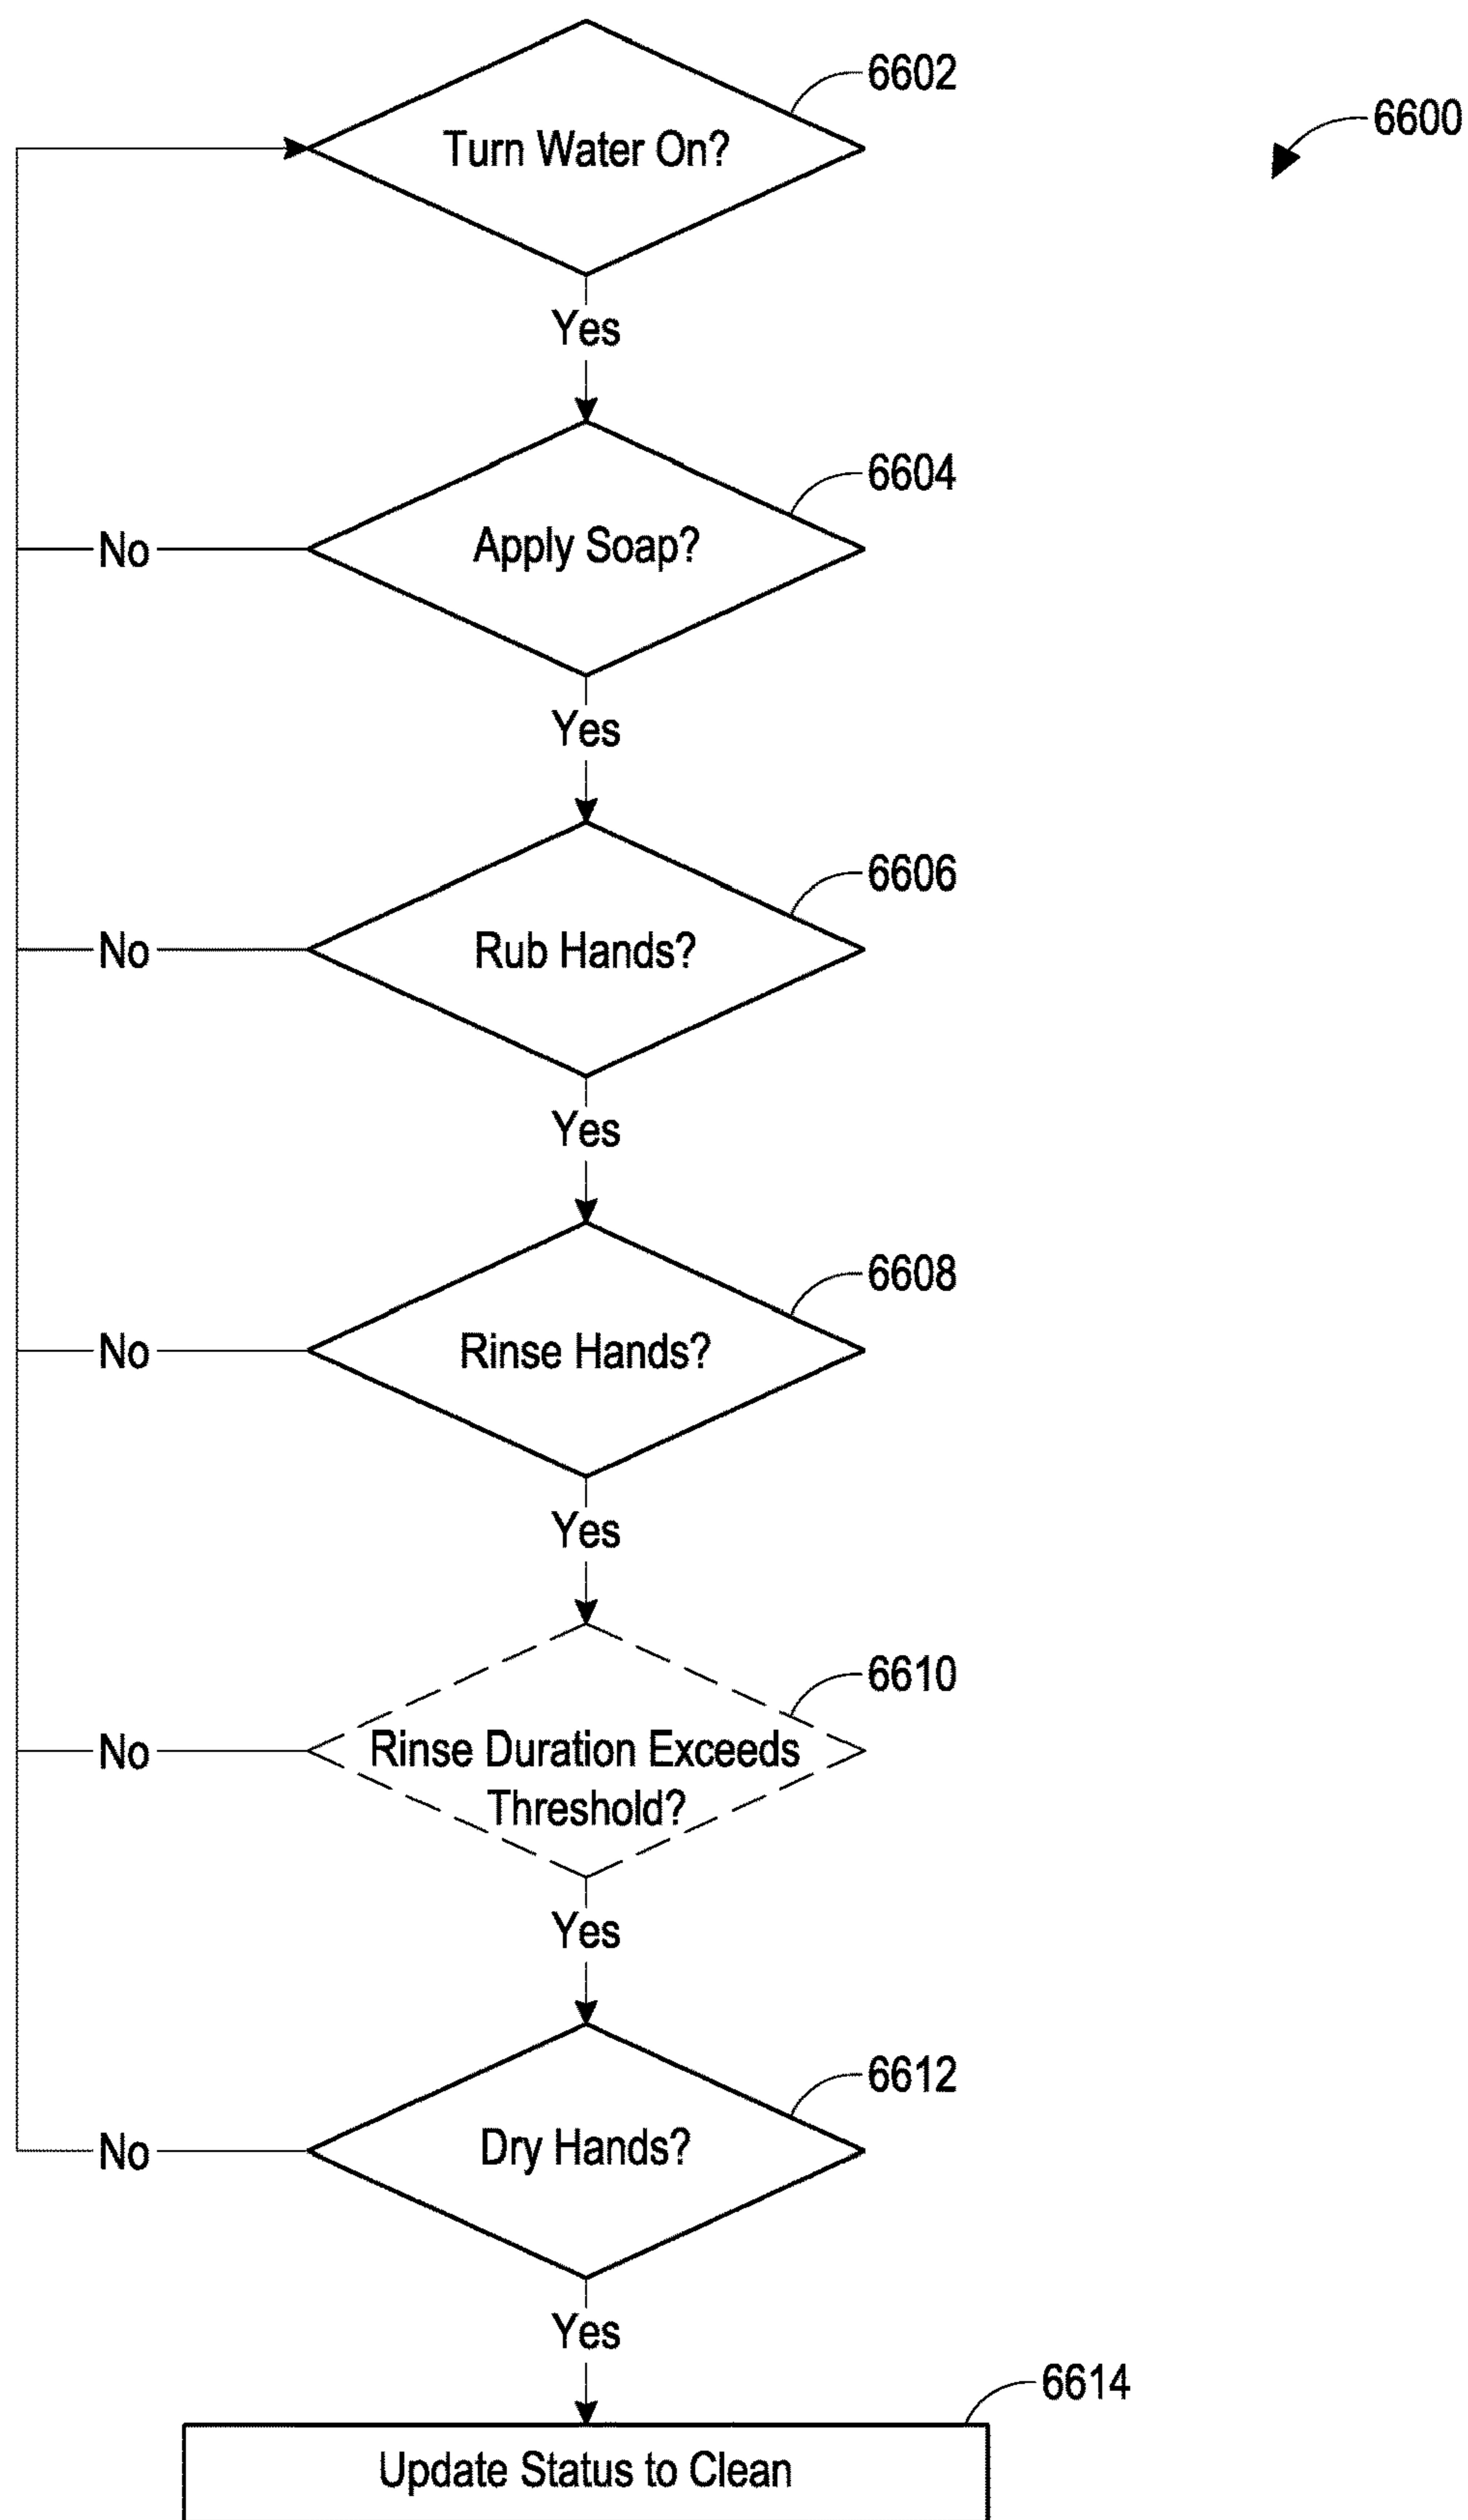 6602
6600
Turn Water On?
Yes
6604
Apply Soap?
No
Yes
6606
Rub Hands?
No
Yes
6608
Rinse Hands?
No
Yes
6610
Rinse Duration Exceeds
Threshold?
No
Yes
6612
Dry Hands?
No
Yes
6614
Update Status to Clean